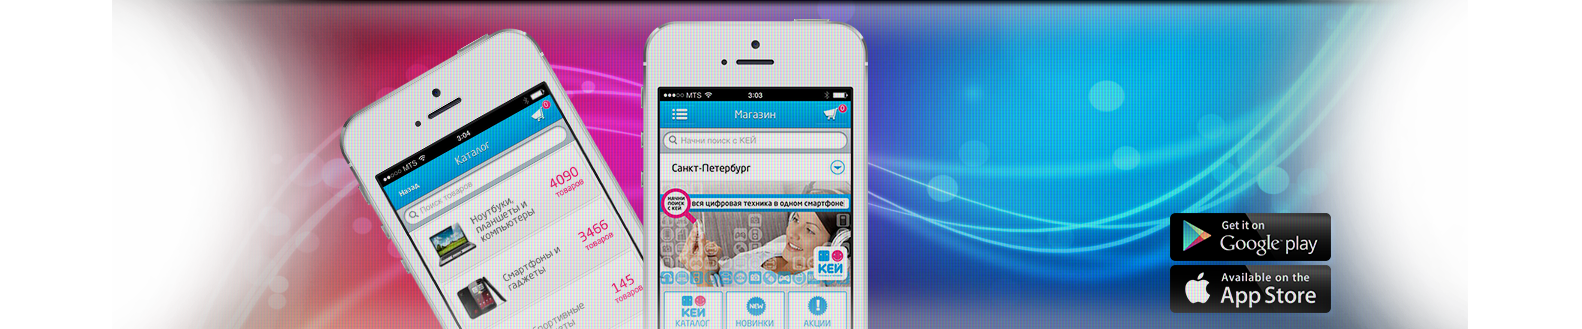 MTS
3:04
0
Назад
Каталог
Поиск товаров
Ноутбуки,
планшеты и
компьютеры
4090
товаров
Смартфоны и
гаджеты
3466
товаров
145
товаров
MTS
3:03
Магазин
0
Начни поиск с КЕЙ
Санкт-Петербург
НАЧНИ
ПОИСК
С КЕЙ
вся цифровая техника в одном смартфоне
КЕЙ
КЕЙ
КАТАЛОГ
NEW
НОВИНКИ
АКЦИИ
Get it on
Google play
Available on the
App Store